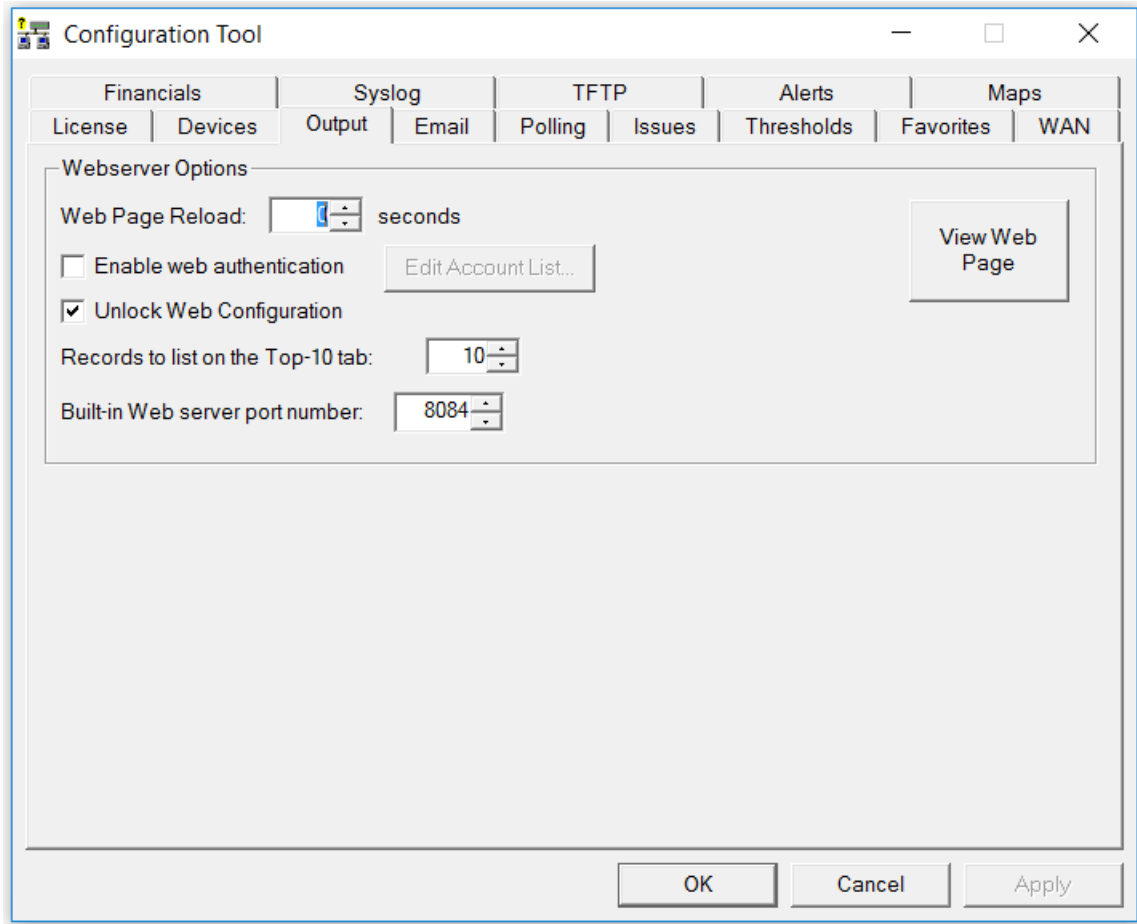 Configuration Tool
Financials Syslog TFTP Alerts Maps
License Devices Output Email Polling Issues Thresholds Favorites WAN
Webserver Options
Web Page Reload: 0 seconds
View Web
Page
Enable web authentication Edit Account List...
Unlock Web Configuration
Records to list on the Top-10 tab: 10
Built-in Web server port number: 8084
OK Cancel Apply